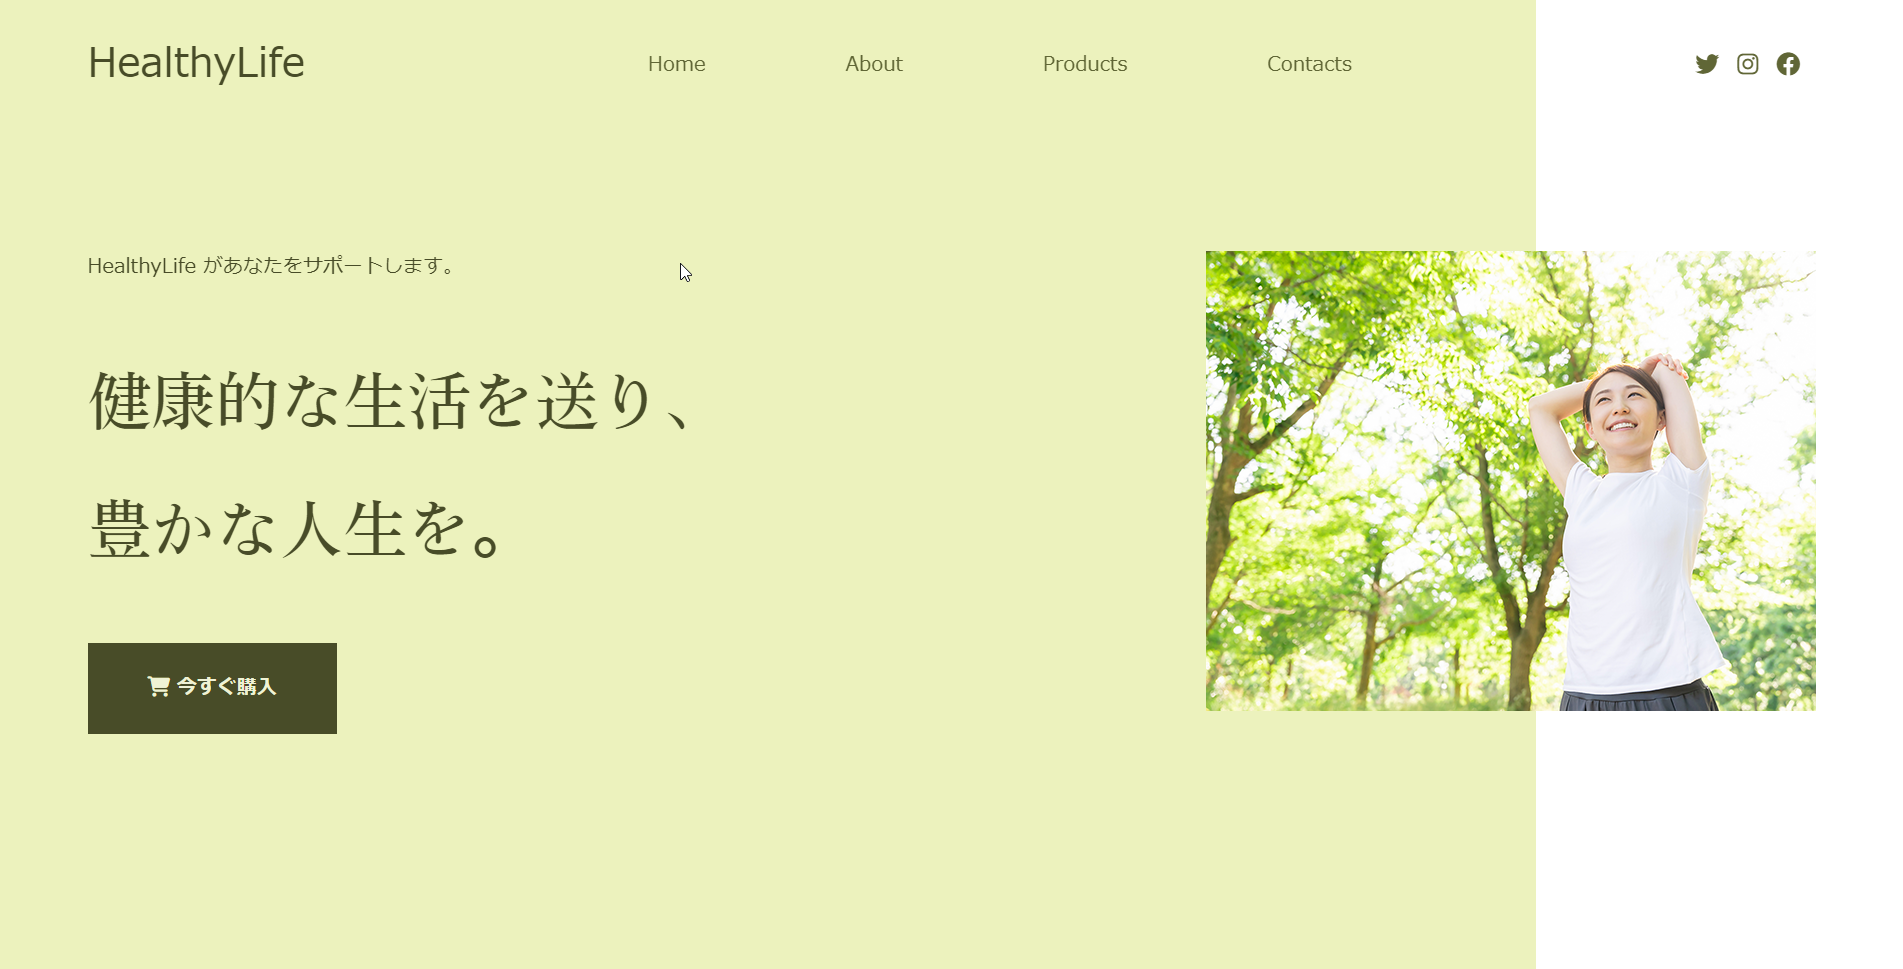 HealthyLife
Home
About
Products
Contacts
HealthyLife があなたをサポートします。
健康的な生活を送り、
豊かな人生を。
今すぐ購入